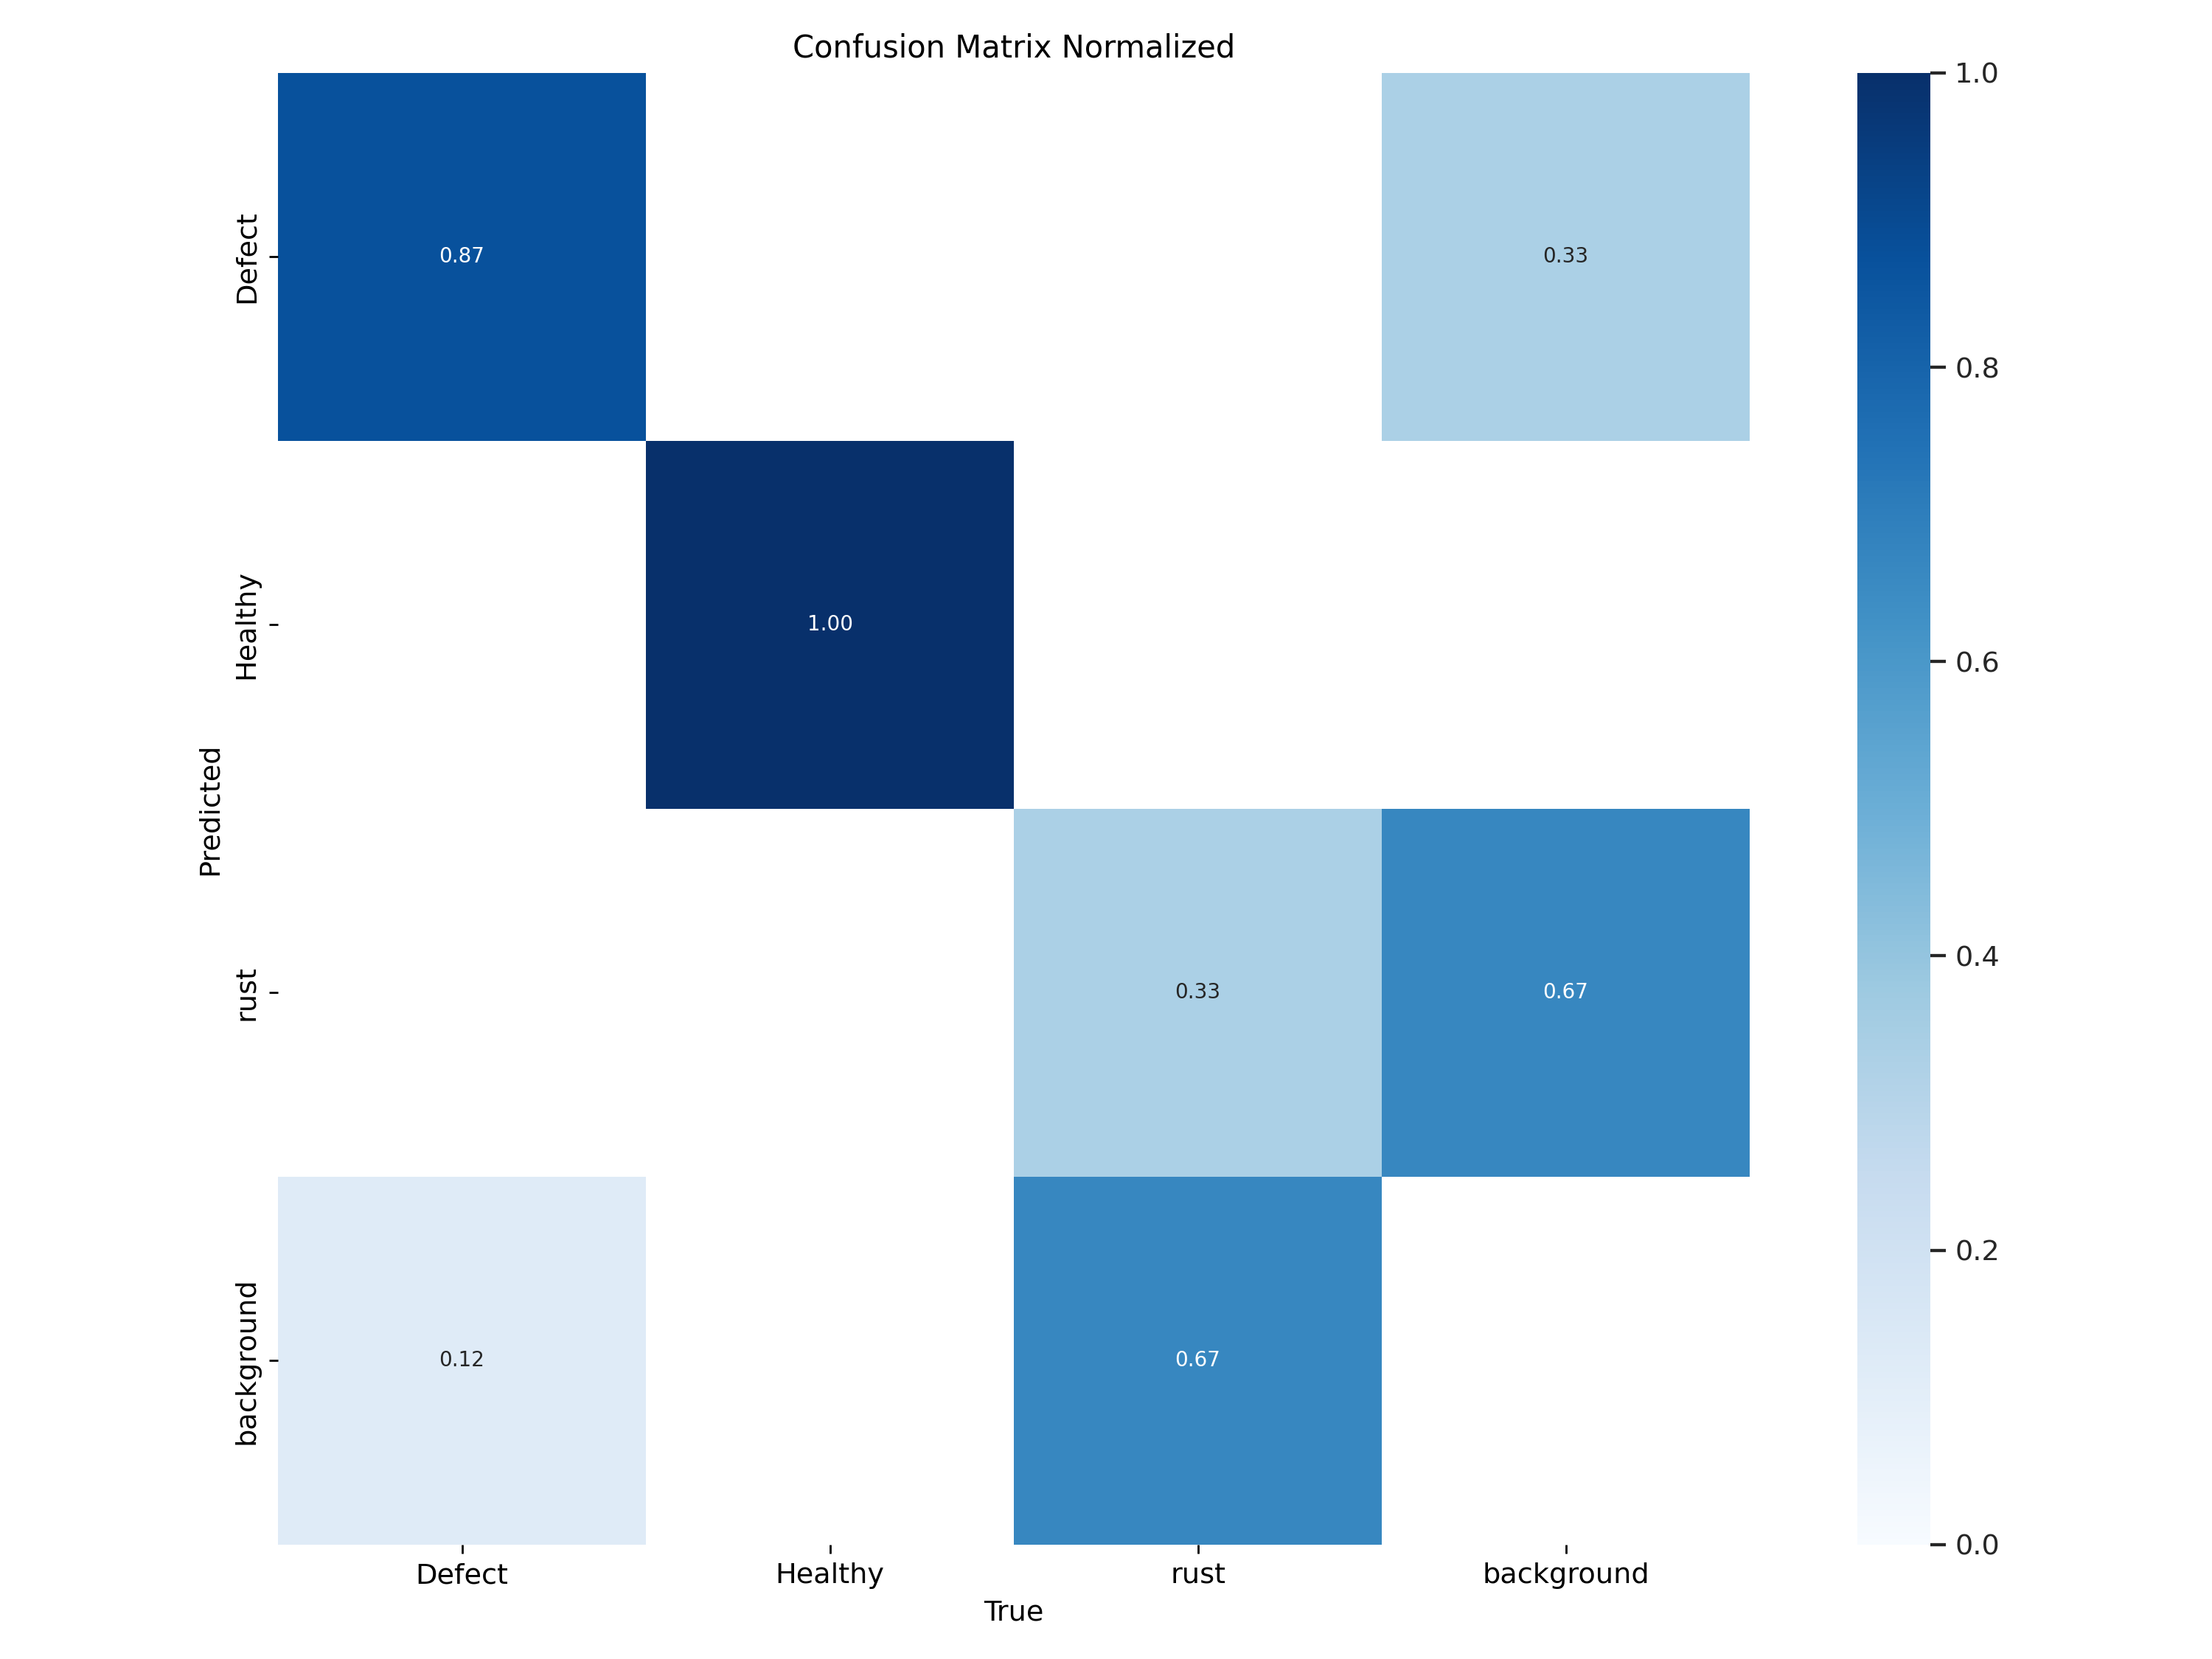 Confusion Matrix Normalized
Defect
0.87
0.33
Healthy
1.00
rust
0.33
0.67
background
0.12
0.67
Defect
Healthy
rust
background
True
Predicted
1.0
0.8
0.6
0.4
0.2
0.0